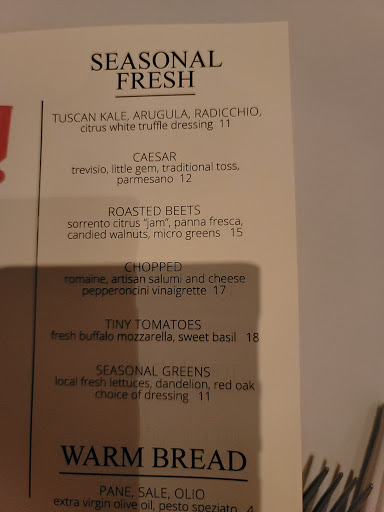 SEASONAL
FRESH
TUSCAN KALE, ARUGULA, RADICCHIO,
citrus white truffle dressing 11
CAESAR
trevisio, little gem, traditional toss,
parmesano 12
ROASTED BEETS
sorrento citrus "jam", panna fresca,
candied walnuts, micro greens 15
CHOPPED
romaine, artisan salumi and cheese
pepperoncini vinaigrette 17
TINY TOMATOES
fresh buffalo mozzarella, sweet basil 18
SEASONAL GREENS
local fresh lettuces, dandelion, red oak
choice of dressing 11
WARM BREAD
PANE, SALE, OLIO
extra virgin olive oil, pesto speziato 4